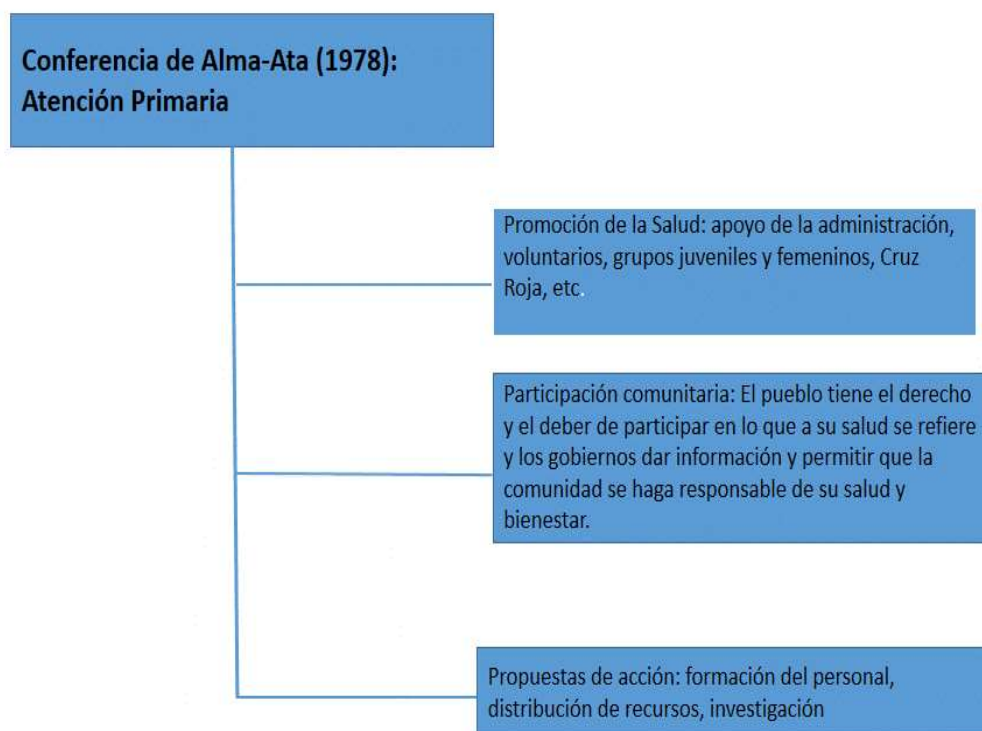 Conferencia de Alma-Ata (1978):
Atención Primaria
Promoción de la Salud: apoyo de la administración,
voluntarios, grupos juveniles y femeninos, Cruz
Roja, etc.
Participación comunitaria: El pueblo tiene el derecho
y el deber de participar en lo que a su salud se refiere
y los gobiernos dar información y permitir que la
comunidad se haga responsable de su salud y
bienestar.
Propuestas de acción: formación del personal,
distribución de recursos, investigación